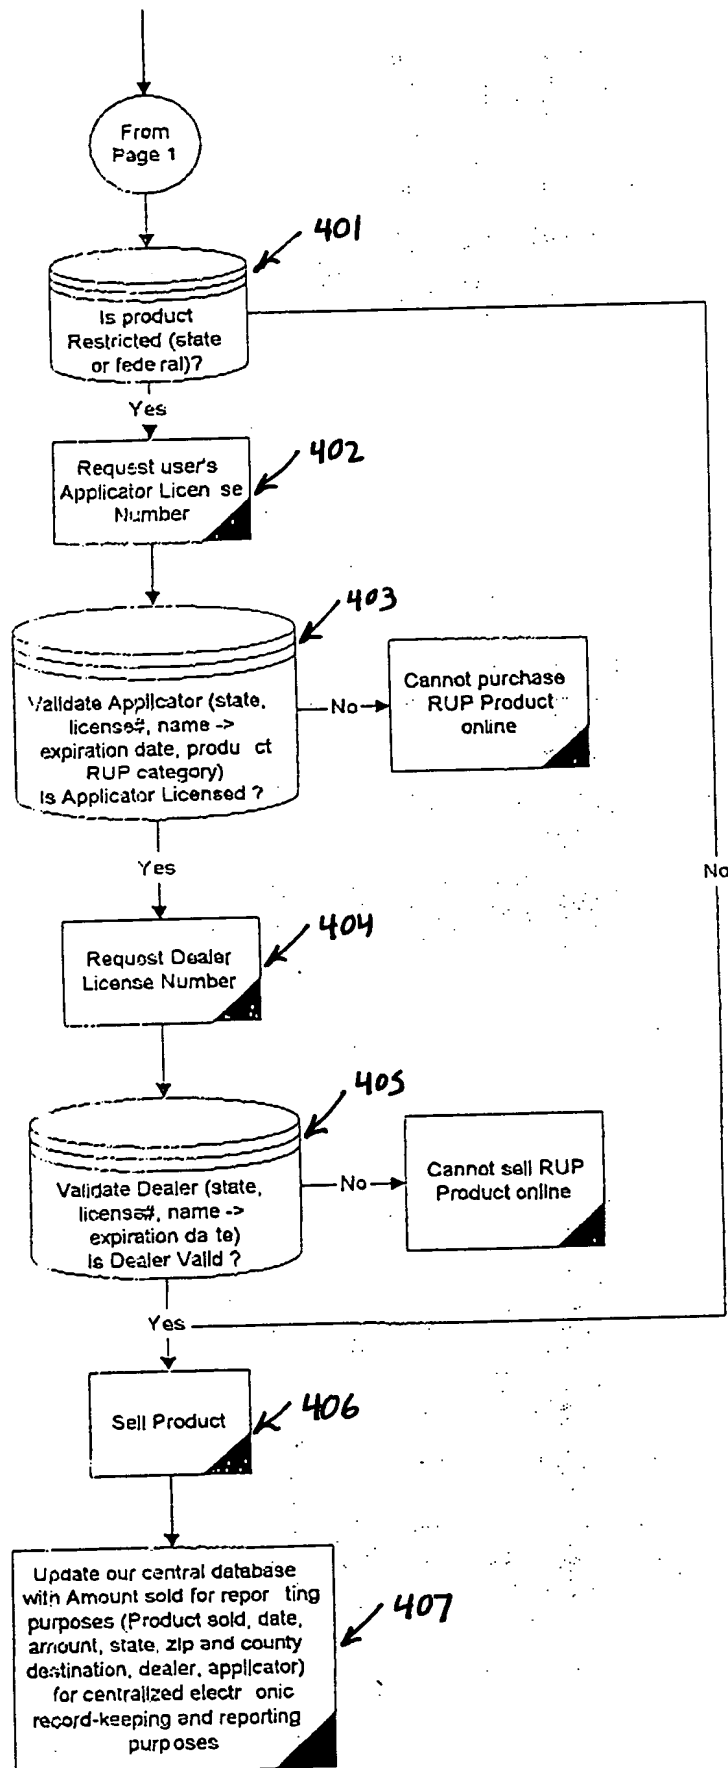 From
Page 1
401
Is product
Restricted (state
or federal)?
Yes
Request user's
Applicator License
Number
402
403
Validate Applicator (state,
license#, name ->
expiration date, product
RUP category)
Is Applicator Licensed ?
No
Cannot purchase
RUP Product
online
Yes
No
Request Dealer
License Number
404
405
Validate Dealer (state,
license#, name ->
expiration date)
Is Dealer Valid ?
No
Cannot sell RUP
Product online
Yes
Sell Product
406
Update our central database
with Amount sold for reporting
purposes (Product sold, date,
amount, state, zip and county
destination, dealer, applicator)
for centralized electronic
record-keeping and reporting
purposes
407